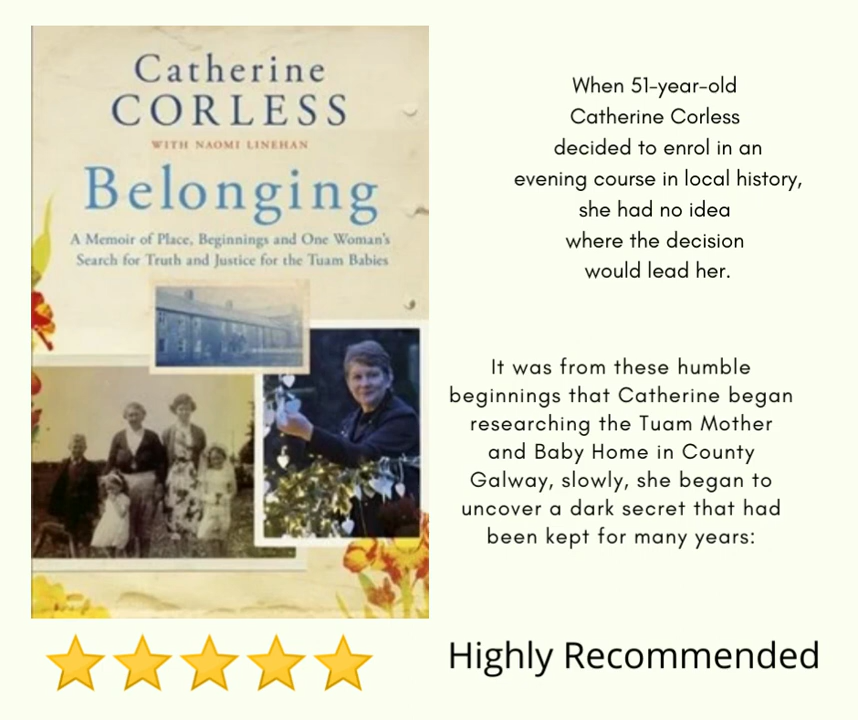 Catherine
CORLESS
WITH NAOMI LINEHAN
Belonging
A Memoir of Place, Beginnings and One Woman's
Search for Truth and Justice for the Tuam Babies
When 51-year-old
Catherine Corless
decided to enrol in an
evening course in local history,
she had no idea
where the decision
would lead her.
It was from these humble
beginnings that Catherine began
researching the Tuam Mother
and Baby Home in County
Galway, slowly, she began to
uncover a dark secret that had
been kept for many years:
Highly Recommended